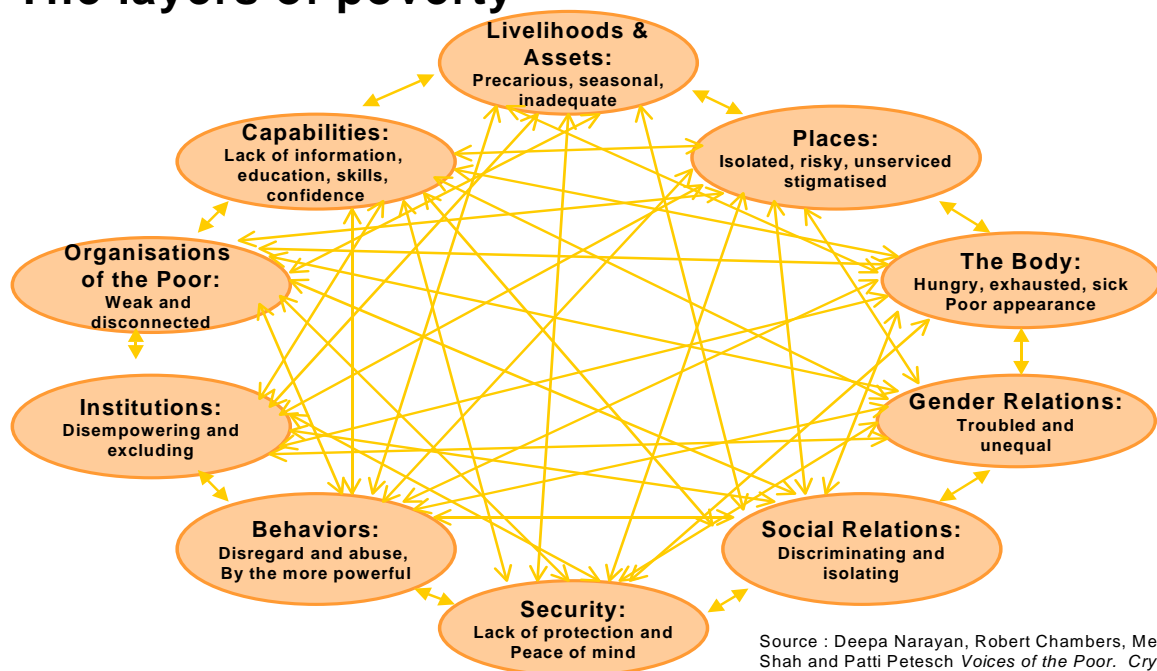 The layers of poverty
Livelihoods &
Assets:
Precarious, seasonal,
inadequate
Capabilities:
Lack of information,
education, skills,
confidence
Places:
Isolated, risky, unserviced
stigmatised
Organisations
of the Poor:
Weak and
disconnected
The Body:
Hungry, exhausted, sick
Poor appearance
Institutions:
Disempowering and
excluding
Gender Relations:
Troubled and
unequal
Behaviors:
Disregard and abuse,
By the more powerful
Social Relations:
Discriminating and
isolating
Security:
Lack of protection and
Peace of mind
Source : Deepa Narayan, Robert Chambers, Me
Shah and Patti Petesch Voices of the Poor. Cry